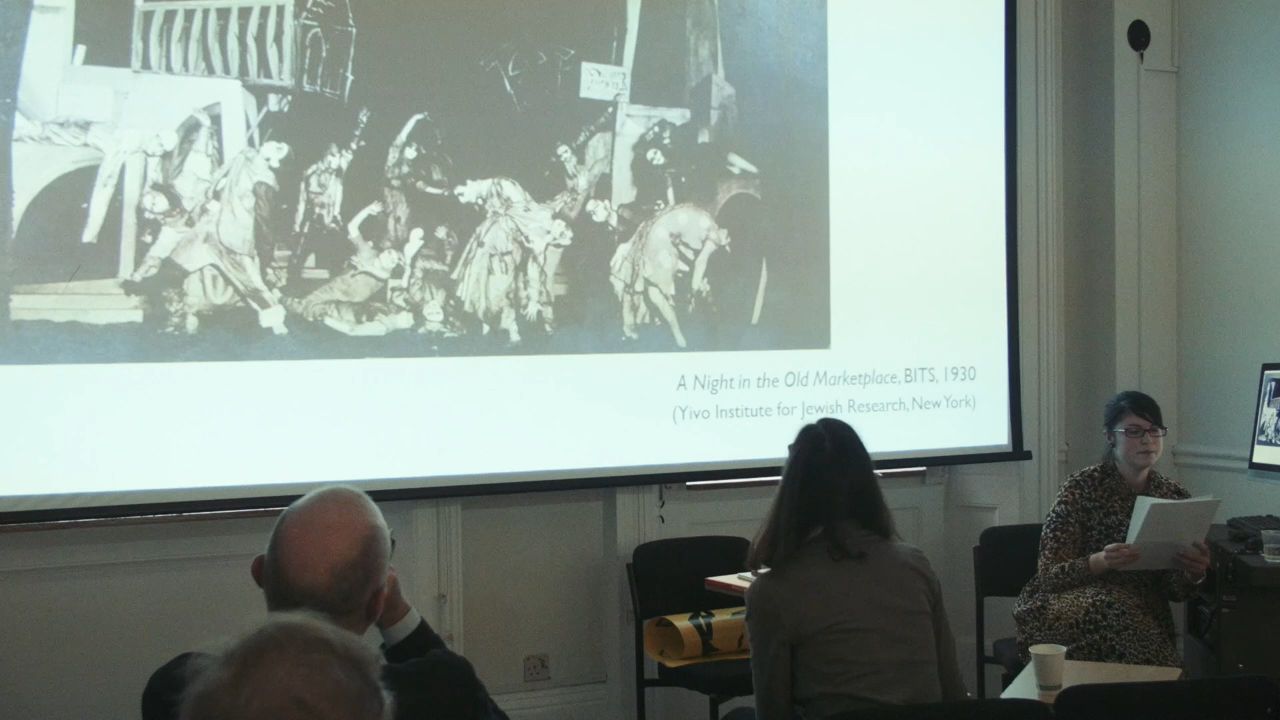 A Night in the Old Marketplace, BITS, 1930
(Yivo Institute for Jewish Research, New York)